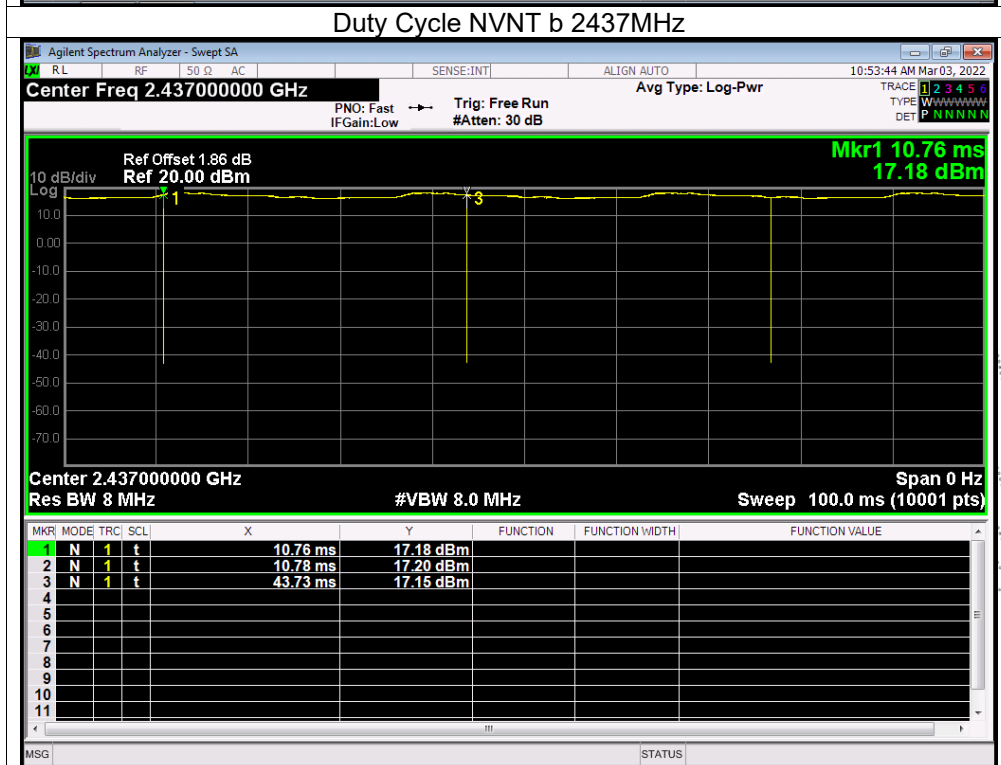 Duty Cycle NVNT b 2437MHz
Agilent Spectrum Analyzer - Swept SA
LXI RL RF 50 Ω AC SENSE:INT ALIGN AUTO 10:53:44 AM Mar 03, 2022
Center Freq 2.437000000 GHz
PNO: Fast
IFGain:Low
Trig: Free Run
#Atten: 30 dB
Avg Type: Log-Pwr
TRACE 1 2 3 4 5 6
TYPE WWWWWW
DET P N N N N N
Mkr1 10.76 ms
17.18 dBm
Ref Offset 1.86 dB
10 dB/div Ref 20.00 dBm
Log
1
3
10.0
0.00
-10.0
-20.0
-30.0
-40.0
-50.0
-60.0
-70.0
Center 2.437000000 GHz Span 0 Hz
Res BW 8 MHz #VBW 8.0 MHz Sweep 100.0 ms (10001 pts)
MKR MODE TRC SCL X Y FUNCTION FUNCTION WIDTH FUNCTION VALUE
1 N 1 t 10.76 ms 17.18 dBm
2 N 1 t 10.78 ms 17.20 dBm
3 N 1 t 43.73 ms 17.15 dBm
4
5
6
7
8
9
10
11
MSG STATUS